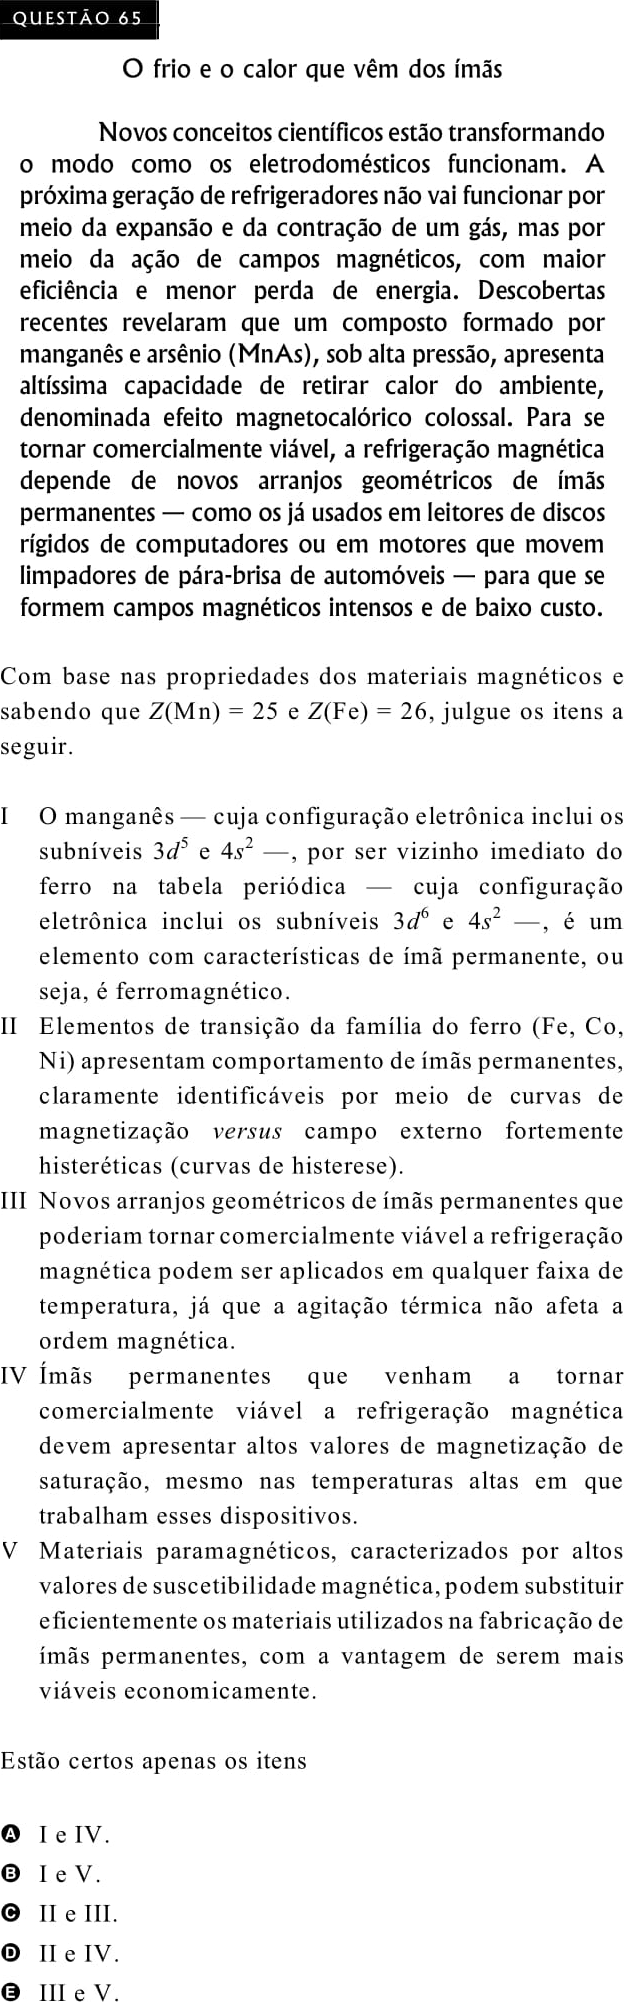 QUESTÃO 65
O frio e o calor que vêm dos ímãs
Novos conceitos científicos estão transformando
o modo como os eletrodomésticos funcionam. A
próxima geração de refrigeradores não vai funcionar por
meio da expansão e da contração de um gás, mas por
meio da ação de campos magnéticos, com maior
eficiência e menor perda de energia. Descobertas
recentes revelaram que um composto formado por
manganês e arsênio (MnAs), sob alta pressão, apresenta
altíssima capacidade de retirar calor do ambiente,
denominada efeito magnetocalórico colossal. Para se
tornar comercialmente viável, a refrigeração magnética
depende de novos arranjos geométricos de ímãs
permanentes — como os já usados em leitores de discos
rígidos de computadores ou em motores que movem
limpadores de pára-brisa de automóveis — para que se
formem campos magnéticos intensos e de baixo custo.
Com base nas propriedades dos materiais magnéticos e
sabendo que Z(Mn) = 25 e Z(Fe) = 26, julgue os itens a
seguir.
I O manganês — cuja configuração eletrônica inclui os
subníveis 3d⁵ e 4s² —, por ser vizinho imediato do
ferro na tabela periódica — cuja configuração
eletrônica inclui os subníveis 3d⁶ e 4s² —, é um
elemento com características de ímã permanente, ou
seja, é ferromagnético.
II Elementos de transição da família do ferro (Fe, Co,
Ni) apresentam comportamento de ímãs permanentes,
claramente identificáveis por meio de curvas de
magnetização versus campo externo fortemente
histeréticas (curvas de histerese).
III Novos arranjos geométricos de ímãs permanentes que
poderiam tornar comercialmente viável a refrigeração
magnética podem ser aplicados em qualquer faixa de
temperatura, já que a agitação térmica não afeta a
ordem magnética.
IV Ímãs permanentes que venham a tornar
comercialmente viável a refrigeração magnética
devem apresentar altos valores de magnetização de
saturação, mesmo nas temperaturas altas em que
trabalham esses dispositivos.
V Materiais paramagnéticos, caracterizados por altos
valores de suscetibilidade magnética, podem substituir
eficientemente os materiais utilizados na fabricação de
ímãs permanentes, com a vantagem de serem mais
viáveis economicamente.
Estão certos apenas os itens
A I e IV.
B I e V.
C II e III.
D II e IV.
E III e V.